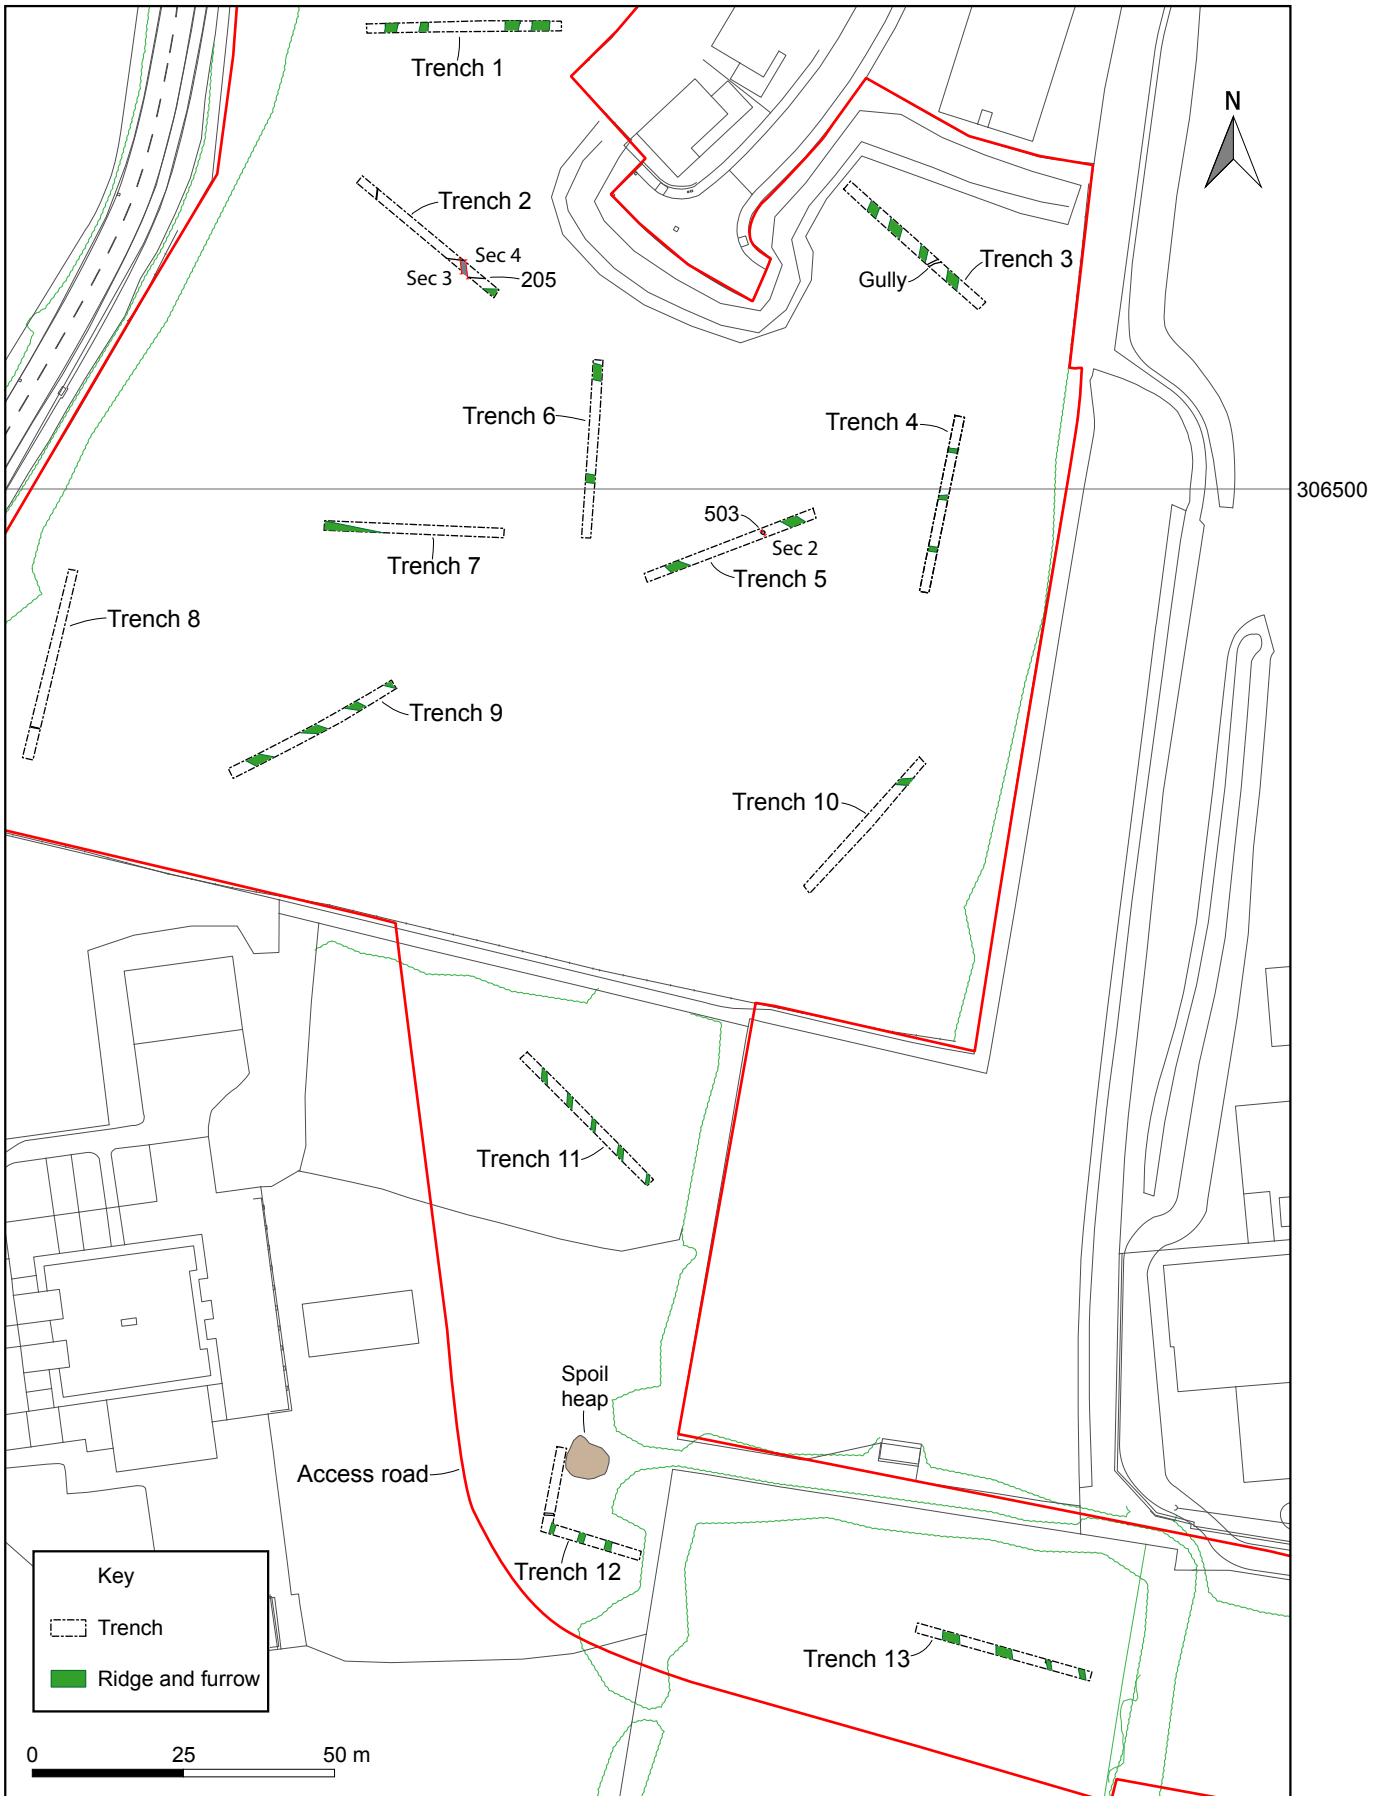 Trench 1
N
Trench 2
Sec 4
Sec 3
205
Trench 3
Gully
Trench 6
Trench 4
306500
503
Sec 2
Trench 7
Trench 5
Trench 8
Trench 9
Trench 10
Trench 11
Spoil
heap
Access road
Trench 12
Key
Trench
Ridge and furrow
Trench 13
0 25 50 m